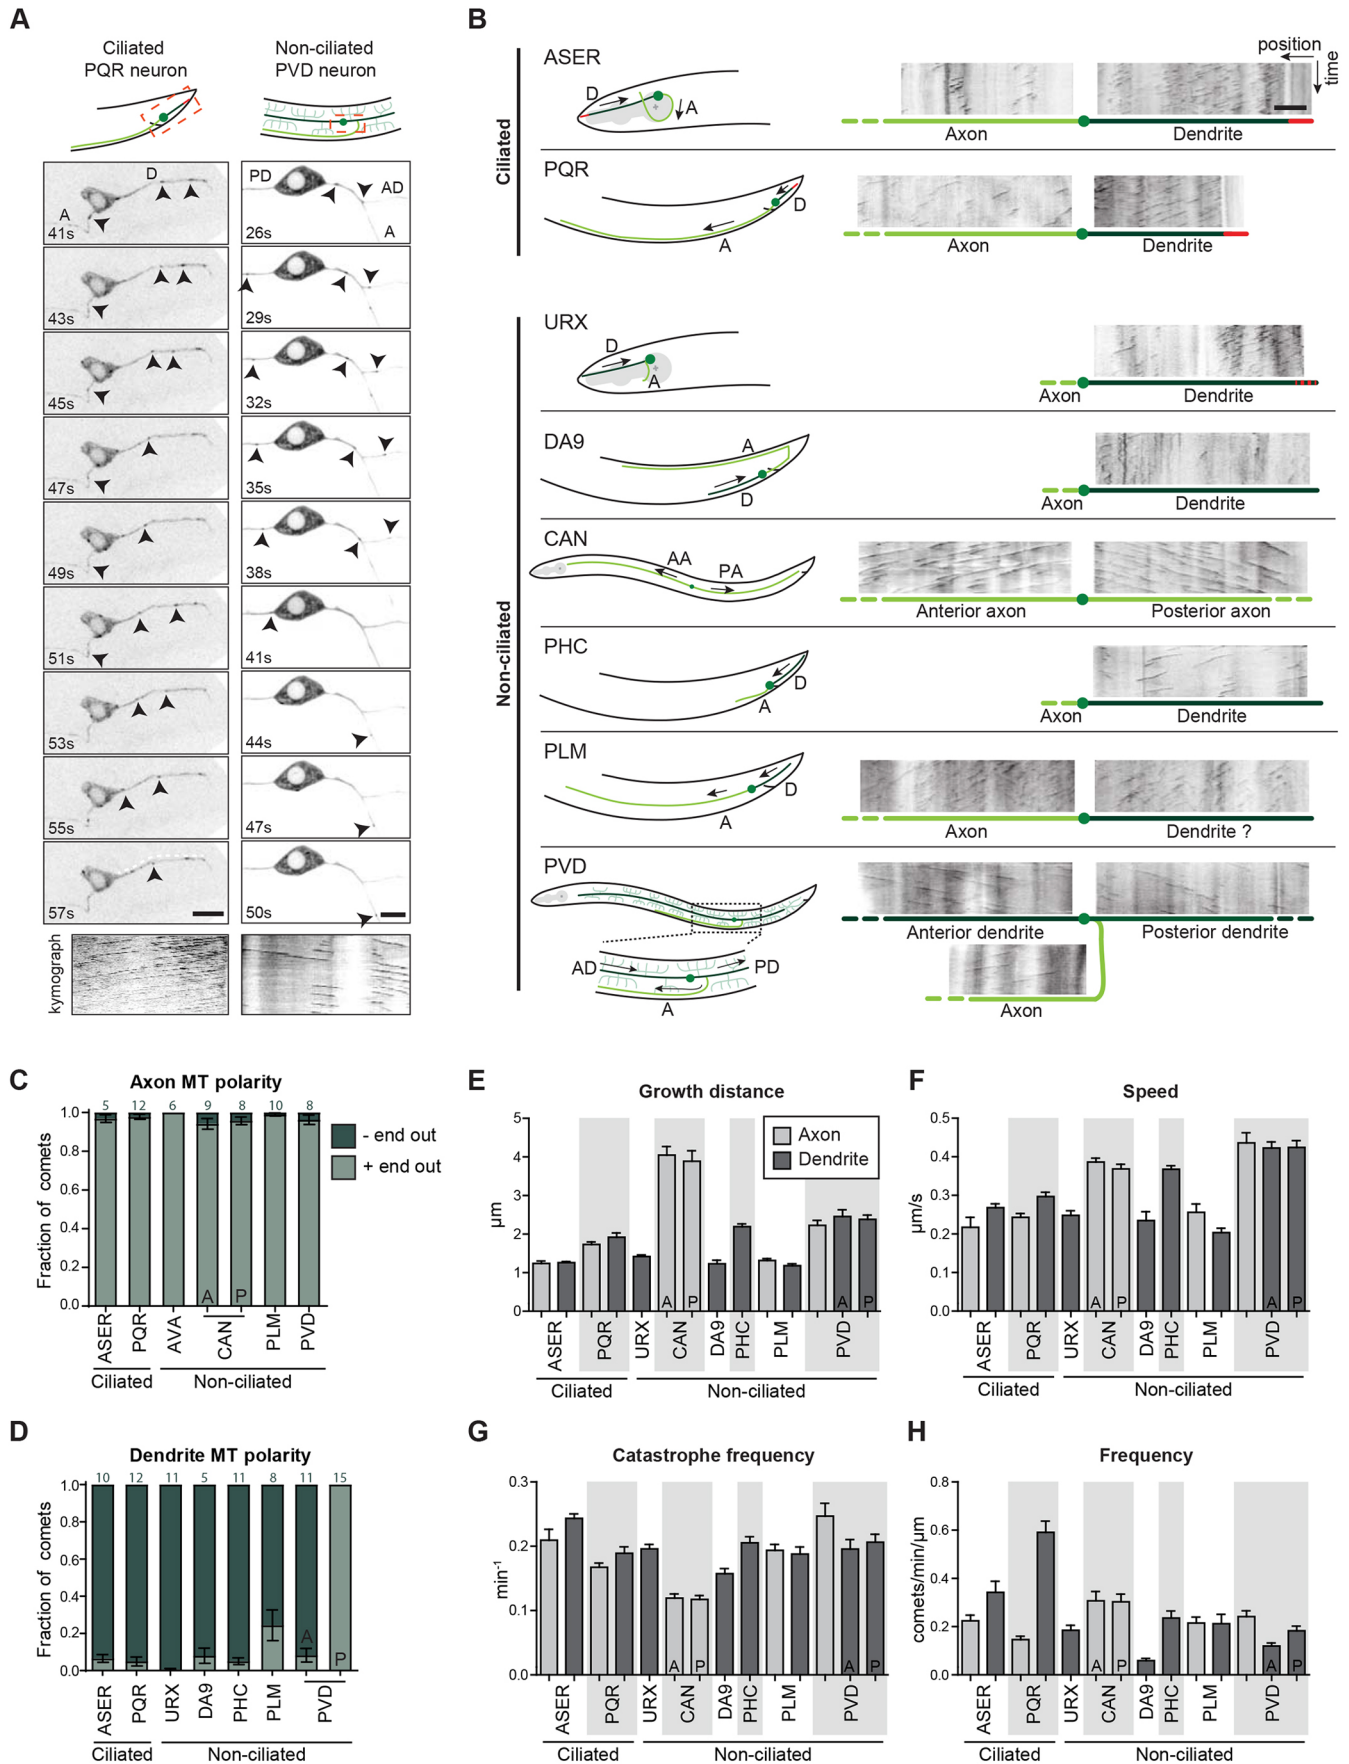 A
Ciliated
PQR neuron
Non-ciliated
PVD neuron
D
A
41s
43s
45s
47s
49s
51s
53s
55s
57s
PD
AD
A
26s
29s
32s
35s
38s
41s
44s
47s
50s
kymograph
B
Ciliated
ASER
D
A
position
time
Axon
Dendrite
PQR
D
A
Axon
Dendrite
Non-ciliated
URX
D
A
Axon
Dendrite
DA9
A
D
Axon
Dendrite
CAN
AA
PA
Anterior axon
Posterior axon
PHC
D
A
Axon
Dendrite
PLM
D
A
Axon
Dendrite ?
PVD
AD
PD
A
Anterior dendrite
Posterior dendrite
Axon
C
Axon MT polarity
5 12 6 9 8 10 8
1.0
0.8
0.6
0.4
0.2
0.0
Fraction of comets
- end out
+ end out
A P
ASER PQR AVA CAN PLM PVD
Ciliated Non-ciliated
D
Dendrite MT polarity
10 12 11 5 11 8 11 15
1.0
0.8
0.6
0.4
0.2
0.0
Fraction of comets
A P
ASER PQR URX DA9 PHC PLM PVD
Ciliated Non-ciliated
E
Growth distance
5
4
3
2
1
0
µm
Axon
Dendrite
A P A P
ASER PQR URX CAN DA9 PHC PLM PVD
Ciliated Non-ciliated
F
Speed
0.5
0.4
0.3
0.2
0.1
0.0
µm/s
A P A P
ASER PQR URX CAN DA9 PHC PLM PVD
Ciliated Non-ciliated
G
Catastrophe frequency
0.3
0.2
0.1
0.0
min-1
A P A P
ASER PQR URX CAN DA9 PHC PLM PVD
Ciliated Non-ciliated
H
Frequency
0.8
0.6
0.4
0.2
0.0
comets/min/µm
A P A P
ASER PQR URX CAN DA9 PHC PLM PVD
Ciliated Non-ciliated